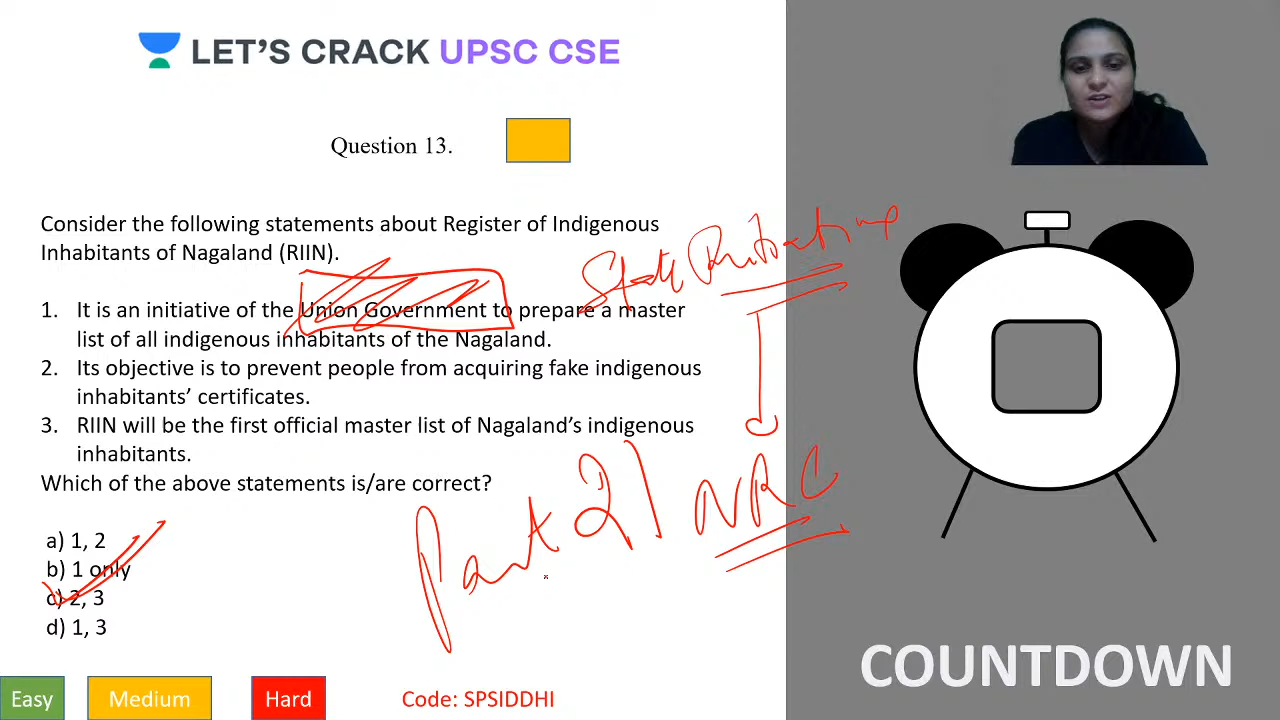 LET'S CRACK UPSC CSE
Question 13.
Consider the following statements about Register of Indigenous
Inhabitants of Nagaland (RIIN).
State
1. It is an initiative of the Union Government to prepare a master
list of all indigenous inhabitants of the Nagaland.
2. Its objective is to prevent people from acquiring fake indigenous
inhabitants' certificates.
3. RIIN will be the first official master list of Nagaland's indigenous
inhabitants.
Which of the above statements is/are correct?
Part 21
NRC
a) 1, 2
b) 1 only
c) 2, 3
d) 1, 3
COUNTDOWN
Easy
Medium
Hard
Code: SPSIDDHI